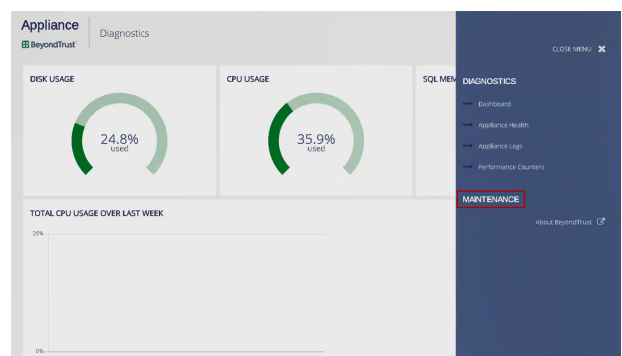 Appliance
BeyondTrust
Diagnostics
CLOSE MENU
DISK USAGE
24.8%
used
CPU USAGE
35.9%
used
SQL MEM
DIAGNOSTICS
Dashboard
Appliance Health
Appliance Logs
Performance Counters
MAINTENANCE
About BeyondTrust
TOTAL CPU USAGE OVER LAST WEEK
26%
0%